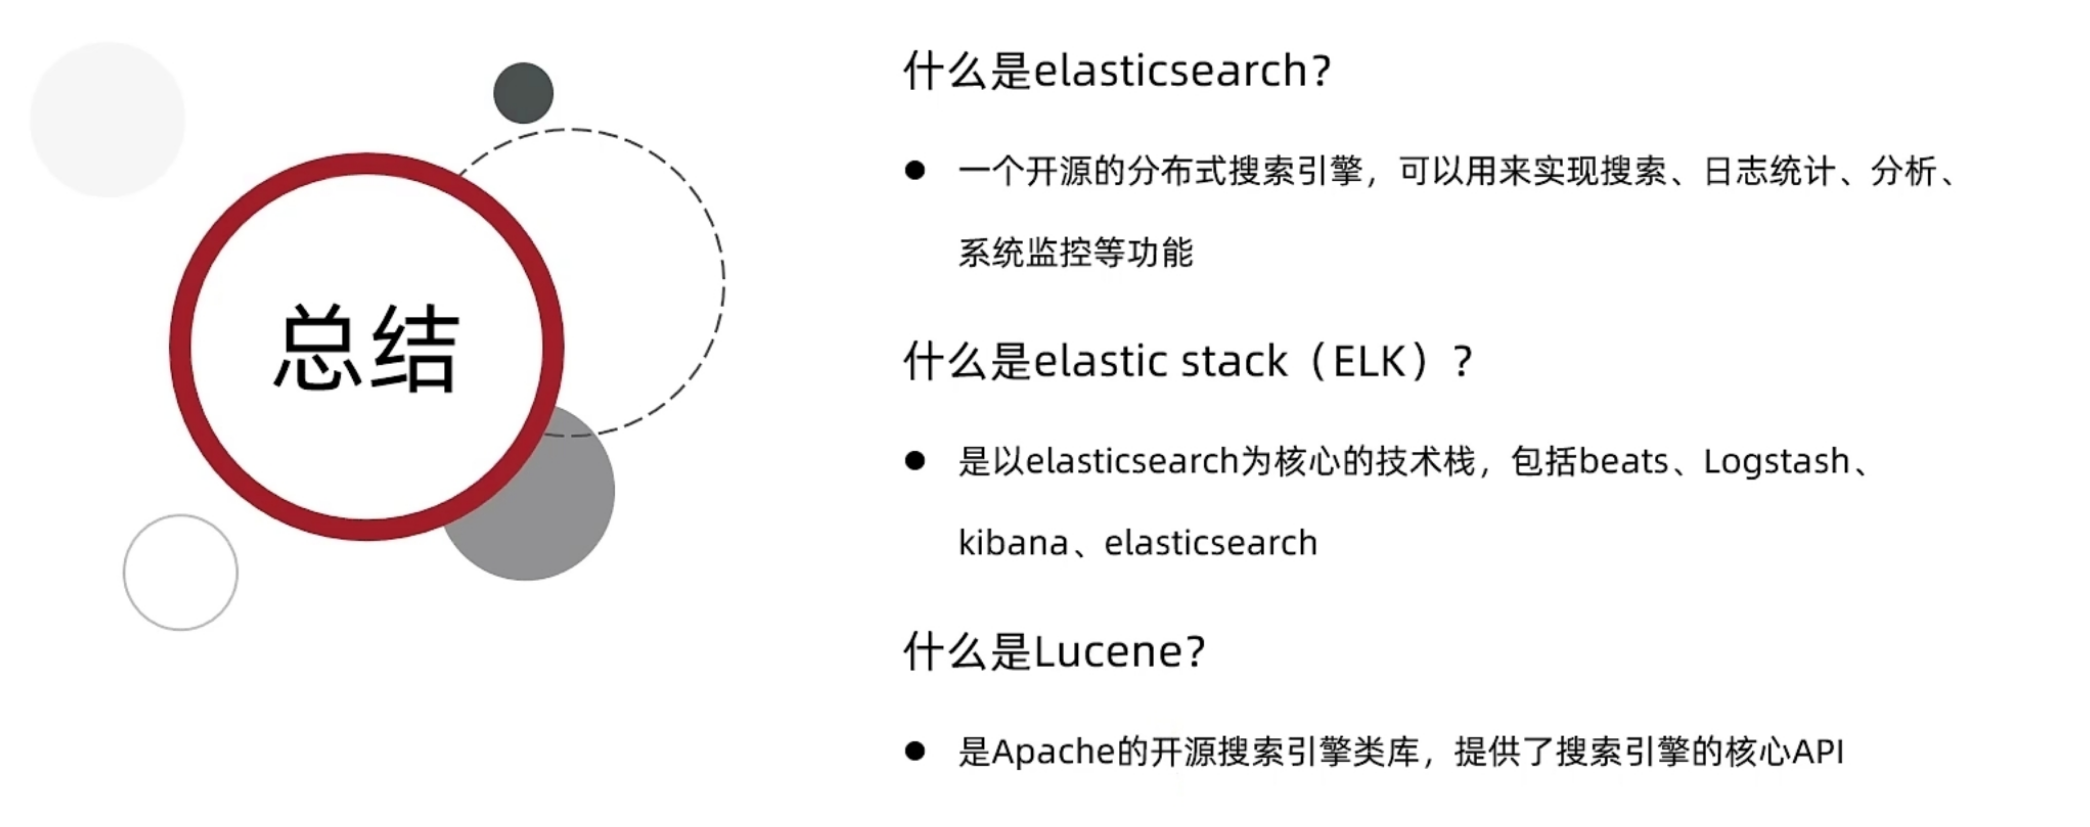 总结
什么是elasticsearch?
● 一个开源的分布式搜索引擎，可以用来实现搜索、日志统计、分析、
系统监控等功能
什么是elastic stack（ELK）?
● 是以elasticsearch为核心的技术栈，包括beats、Logstash、
kibana、elasticsearch
什么是Lucene?
● 是Apache的开源搜索引擎类库，提供了搜索引擎的核心API